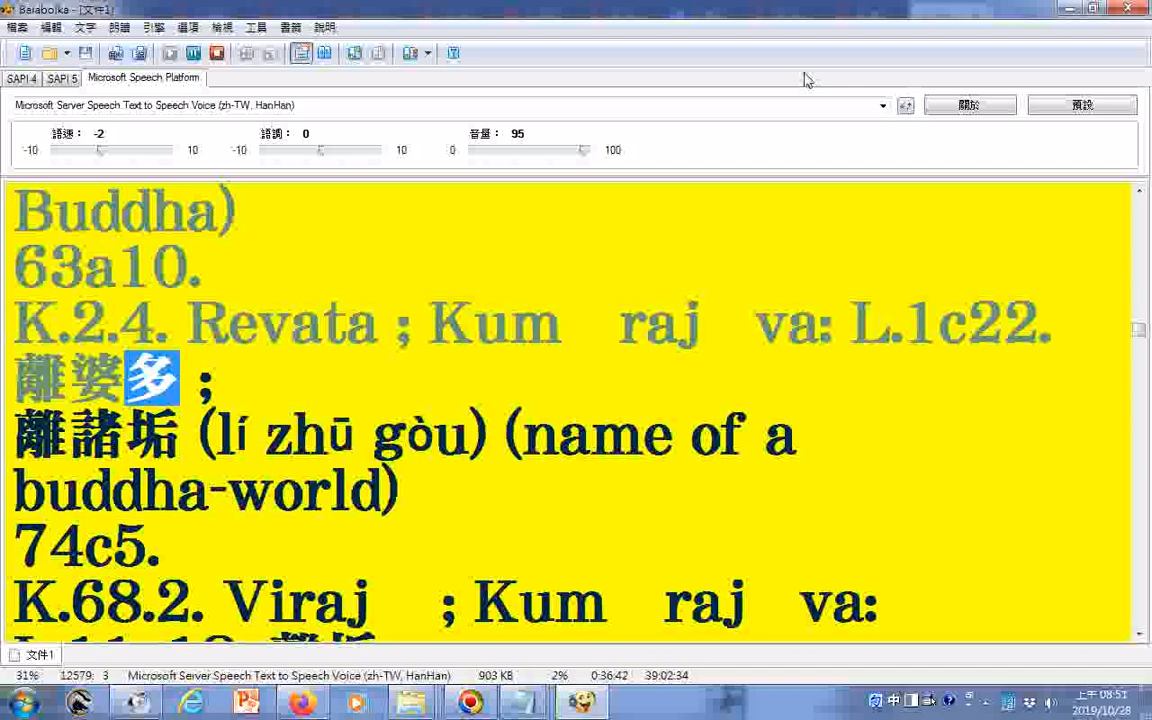 Balabolka - [文件1]
檔案 編輯 文字 朗讀 引擎 選項 檢視 工具 書籤 說明
SAPI 4 SAPI 5 Microsoft Speech Platform
Microsoft Server Speech Text to Speech Voice (zh-TW, HanHan) 關於 預設
語速： -2 語調： 0 音量： 95
-10 10 -10 10 0 100
Buddha)
63a10.
K.2.4. Revata ; Kum raj va: L.1c22.
離婆多 ;
離諸垢 (lí zhū gòu) (name of a
buddha-world)
74c5.
K.68.2. Viraj ; Kum raj va:
文件1
31% 12579: 3 Microsoft Server Speech Text to Speech Voice (zh-TW, HanHan) 903 KB 2% 0:36:42 39:02:34
中 上午 08:51
2019/10/28